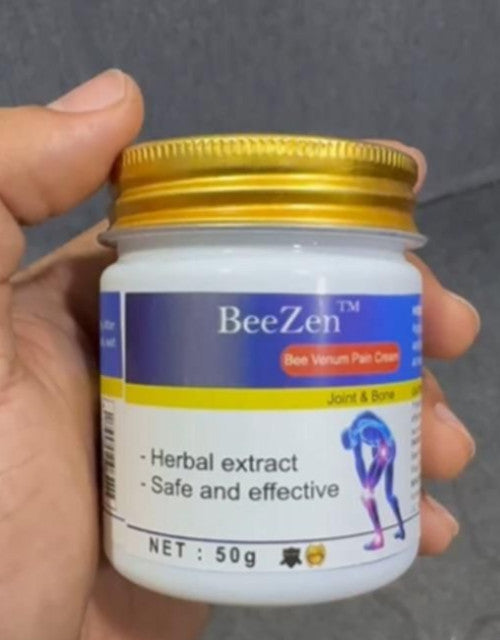 BeeZen™
Bee Venum Pain Cream
Joint & Bone
- Herbal extract
- Safe and effective
NET : 50g